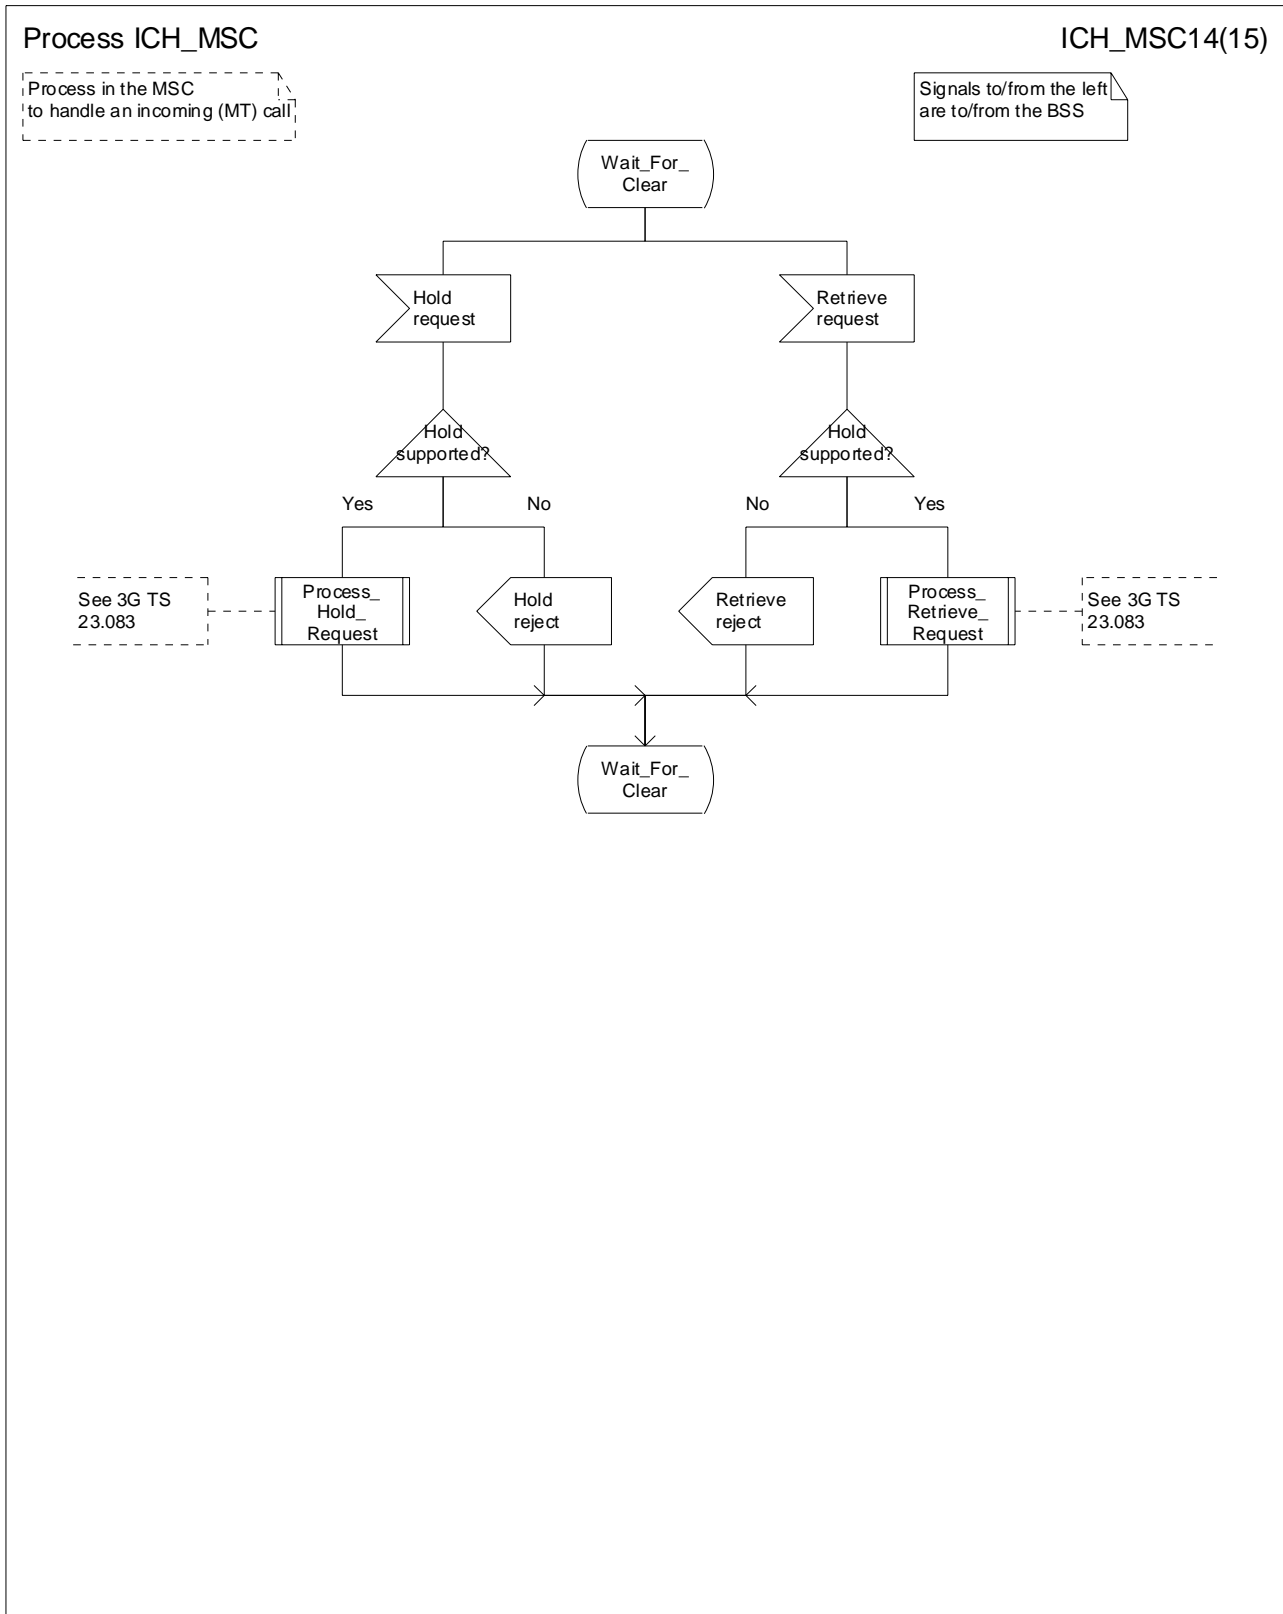 Process ICH_MSC
ICH_MSC14(15)
Process in the MSC
to handle an incoming (MT) call
Signals to/from the left
are to/from the BSS
Wait_For_
Clear
Hold
request
Retrieve
request
Hold
supported?
Hold
supported?
Yes
No
No
Yes
See 3G TS
23.083
Process_
Hold_
Request
Hold
reject
Retrieve
reject
Process_
Retrieve_
Request
See 3G TS
23.083
Wait_For_
Clear